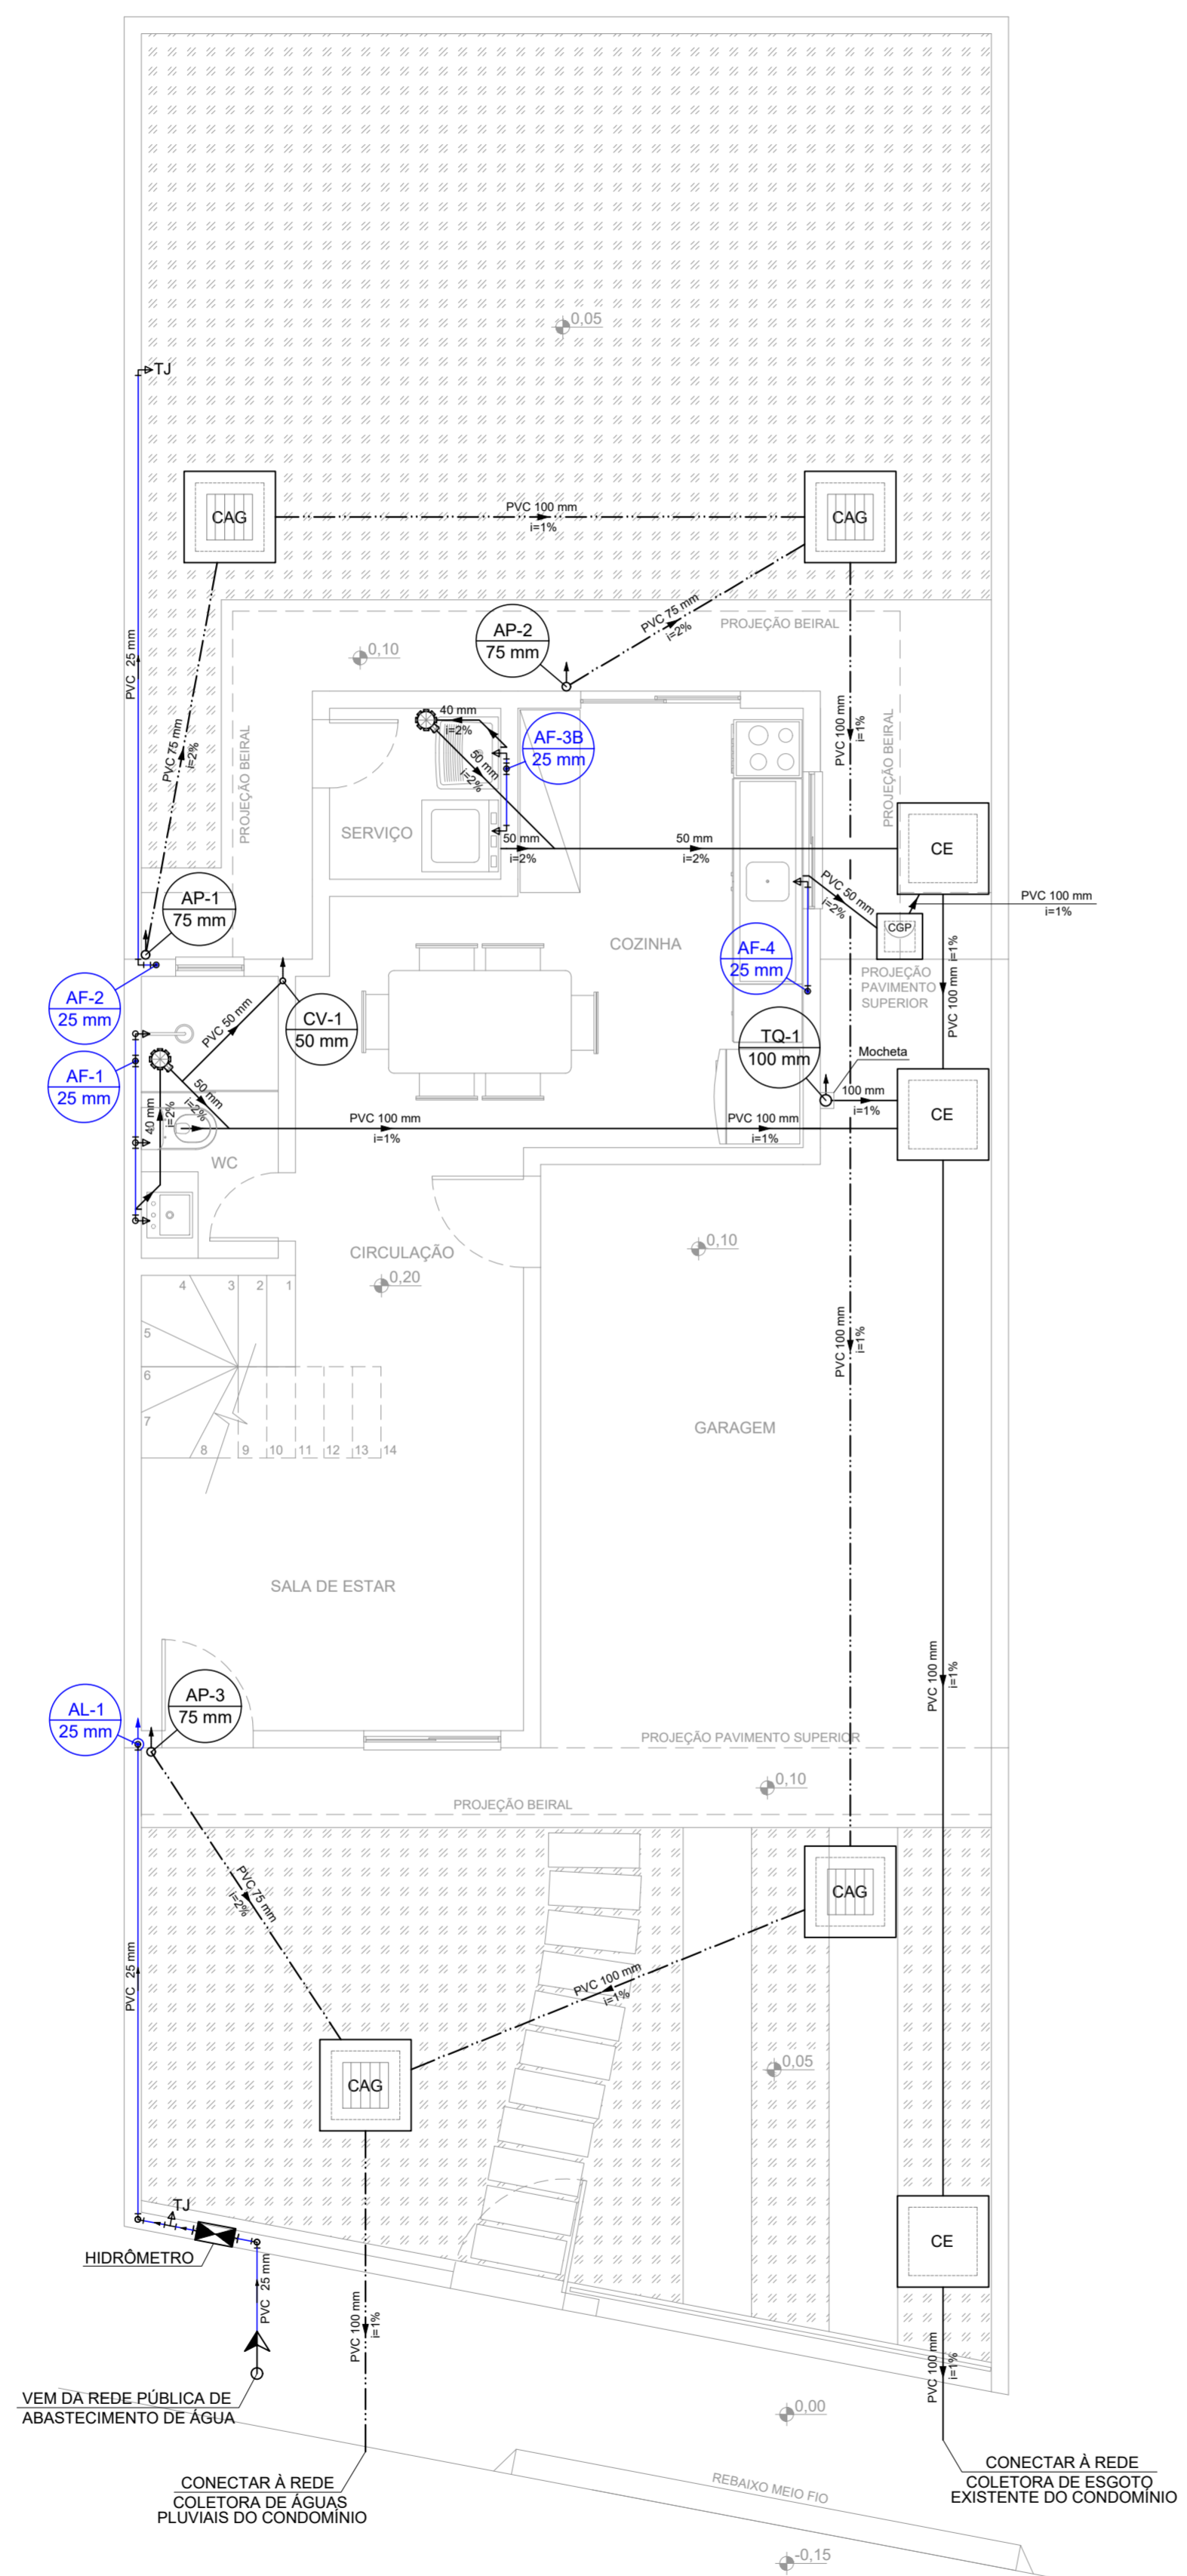 0,05
TJ
CAG
PVC 100 mm
i=1%
CAG
PVC 25 mm
PVC 75 mm
i=2%
PROJEÇÃO BEIRAL
0,10
AP-2
75 mm
PVC 75 mm
i=2%
PROJEÇÃO BEIRAL
PVC 100 mm
i=1%
PROJEÇÃO BEIRAL
40 mm
i=2%
50 mm
i=2%
AF-3B
25 mm
SERVIÇO
50 mm
i=2%
50 mm
i=2%
CE
PVC 50 mm
i=2%
CGP
PVC 100 mm
i=1%
AP-1
75 mm
COZINHA
AF-4
25 mm
PROJEÇÃO
PAVIMENTO
SUPERIOR
PVC 100 mm
i=1%
AF-2
25 mm
PVC 50 mm
CV-1
50 mm
TQ-1
100 mm
Mocheta
AF-1
25 mm
40 mm
i=2%
50 mm
i=2%
100 mm
i=1%
CE
PVC 100 mm
i=1%
PVC 100 mm
i=1%
WC
CIRCULAÇÃO
0,20
0,10
4
3
2
1
5
6
7
8
9
10
11
12
13
14
PVC 100 mm
i=1%
GARAGEM
SALA DE ESTAR
PVC 100 mm
i=1%
AL-1
25 mm
AP-3
75 mm
PROJEÇÃO PAVIMENTO SUPERIOR
0,10
PROJEÇÃO BEIRAL
PVC 75 mm
i=2%
CAG
PVC 25 mm
PVC 100 mm
i=1%
0,05
CAG
TJ
HIDRÔMETRO
PVC 25 mm
CE
PVC 100 mm
i=1%
PVC 100 mm
i=1%
VEM DA REDE PÚBLICA DE
ABASTECIMENTO DE ÁGUA
0,00
CONECTAR À REDE
COLETORA DE ÁGUAS
PLUVIAIS DO CONDOMÍNIO
REBAIXO MEIO FIO
CONECTAR À REDE
COLETORA DE ESGOTO
EXISTENTE DO CONDOMÍNIO
-0,15